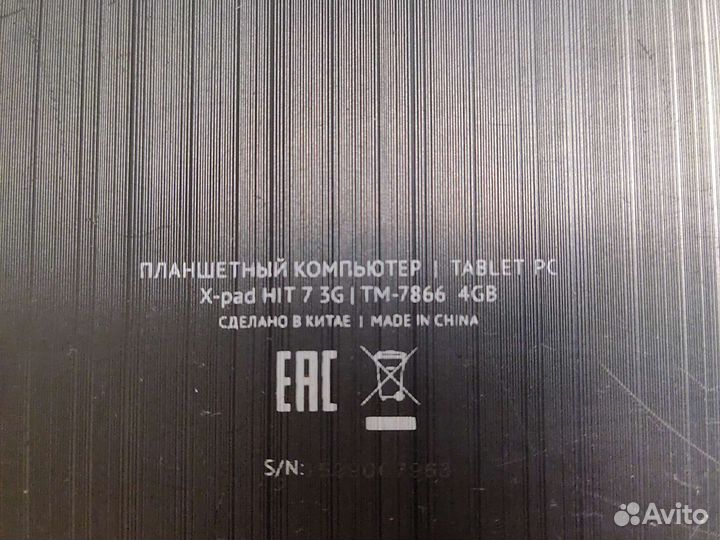 ПЛАНШЕТНЫЙ КОМПЬЮТЕР | TABLET PC
X-pad HIT 7 3G | TM-7866 4GB
СДЕЛАНО В КИТАЕ | MADE IN CHINA
EAC
S/N:
Avito